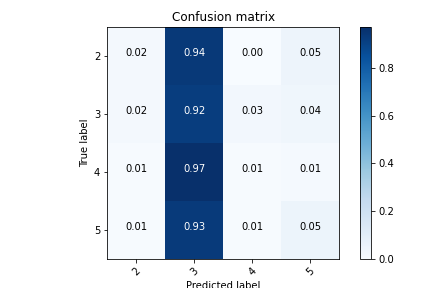 Confusion matrix
2 0.02 0.94 0.00 0.05 0.8
3 0.02 0.92 0.03 0.04 0.6
True label
4 0.01 0.97 0.01 0.01 0.4
0.2
5 0.01 0.93 0.01 0.05
0.0
2 3 4 5
Predicted label